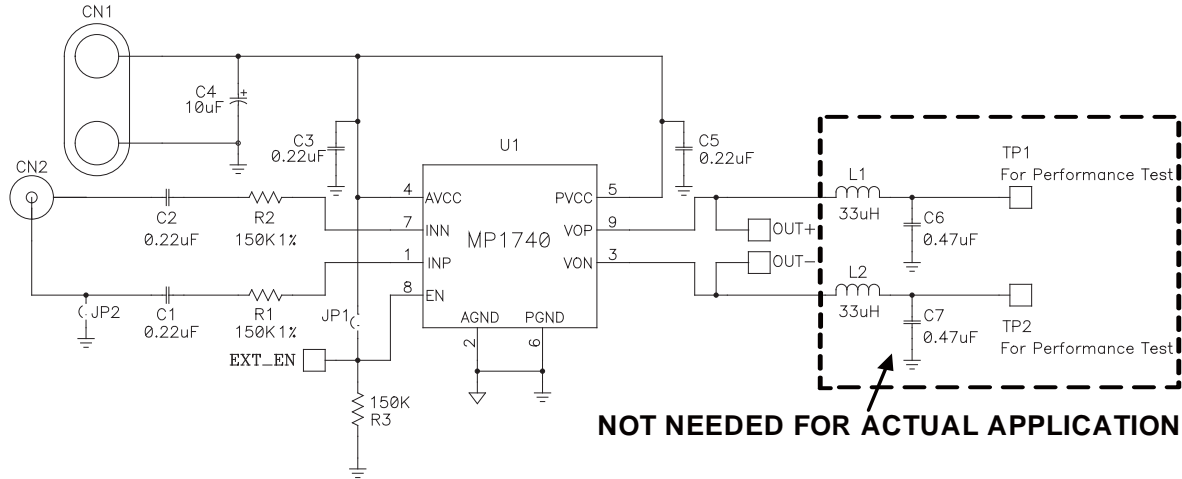 CN1
C4
10uF
C3
0.22uF
U1
C5
0.22uF
CN2
C2
0.22uF
R2
150K1%
4
AVCC
PVCC
5
7
INN
VOP
9
MP1740
1
INP
VON
3
8
EN
AGND
PGND
2
6
OUT+
OUT-
L1
33uH
C6
0.47uF
TP1
For Performance Test
L2
33uH
C7
0.47uF
TP2
For Performance Test
JP2
C1
0.22uF
R1
150K1%
JP1
EXT_EN
150K
R3
NOT NEEDED FOR ACTUAL APPLICATION